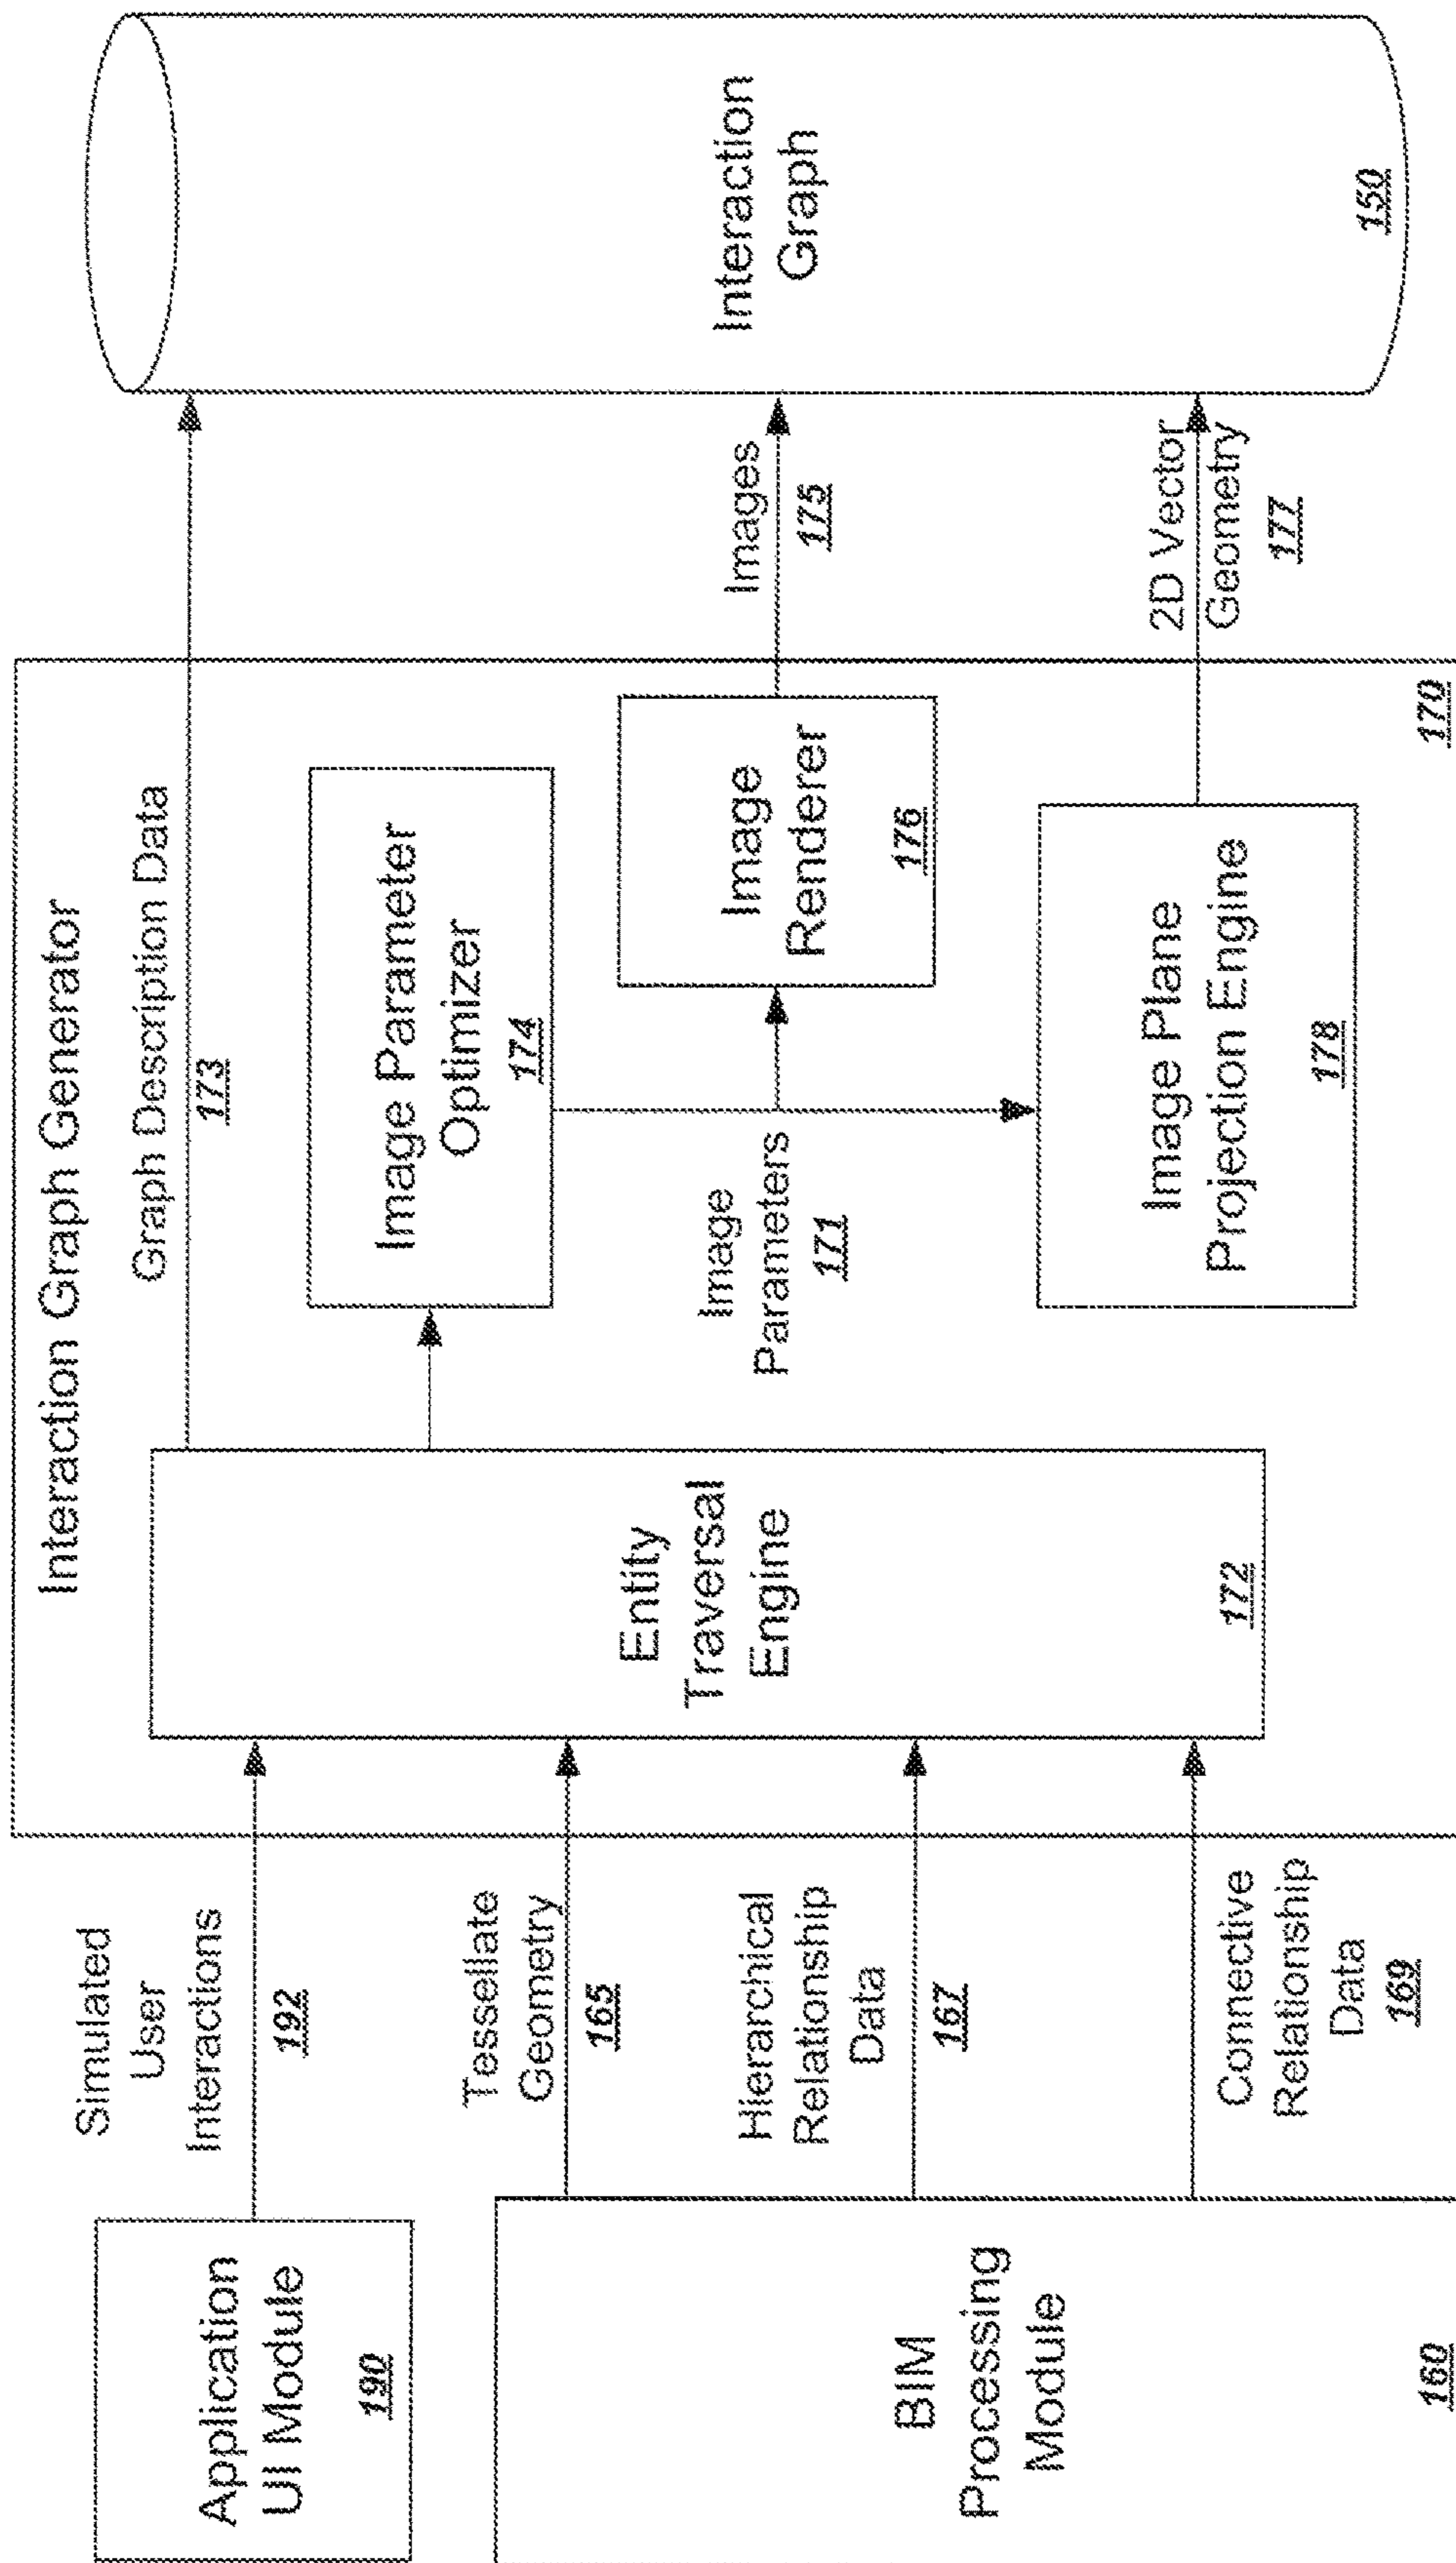 Interaction Graph Generator
Application
UI Module
190
Simulated
User
Interactions
192
BIM
Processing
Module
160
Tessellate
Geometry
165
Hierarchical
Relationship
Data
167
Connective
Relationship
Data
169
Entity
Traversal
Engine
172
Graph Description Data
173
Image Parameter
Optimizer
174
Image
Parameters
171
Image
Renderer
176
Image Plane
Projection Engine
178
170
Images
175
2D Vector
Geometry
177
Interaction
Graph
150